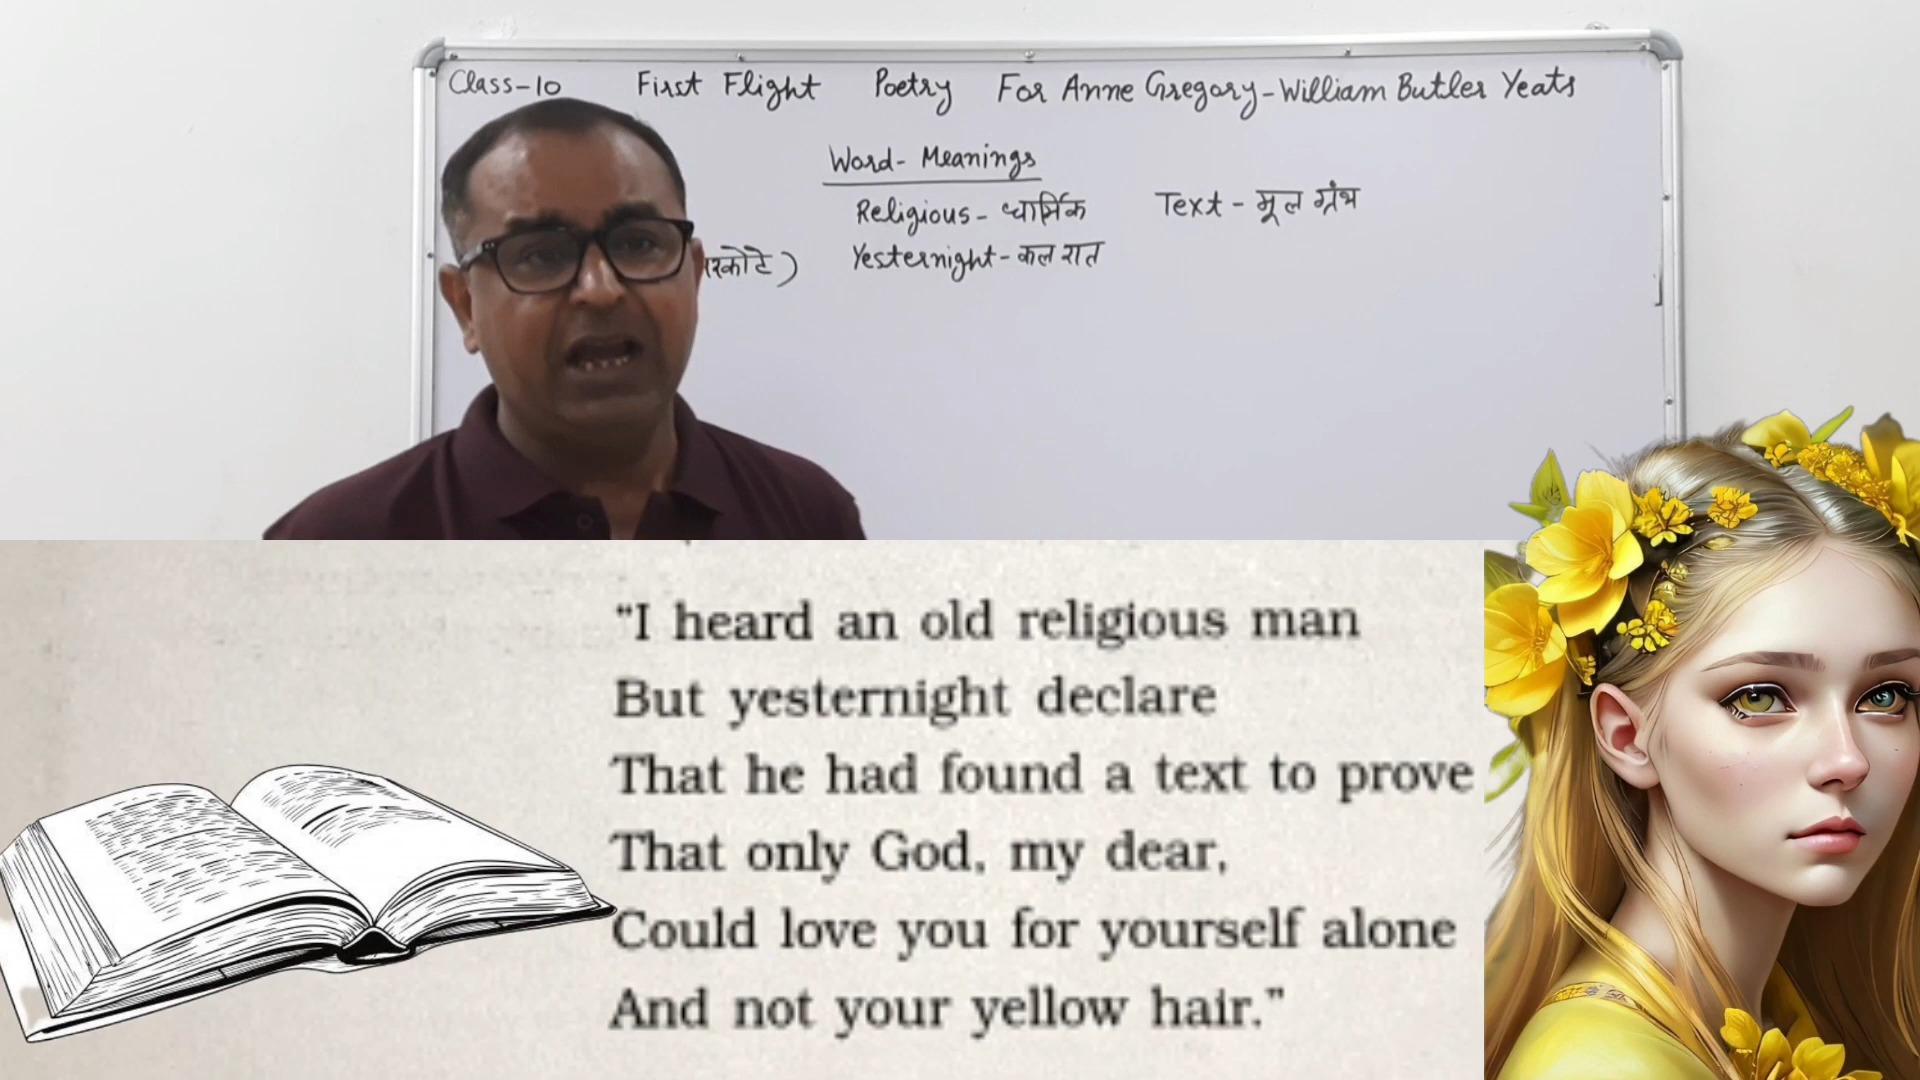 Class-10 First Flight Poetry For Anne Gregory-William Butler Yeats
Word-Meanings
Religious- धार्मिक Text - मूल ग्रंथ
Yesternight- कल रात
"I heard an old religious man
But yesternight declare
That he had found a text to prove
That only God, my dear,
Could love you for yourself alone
And not your yellow hair."